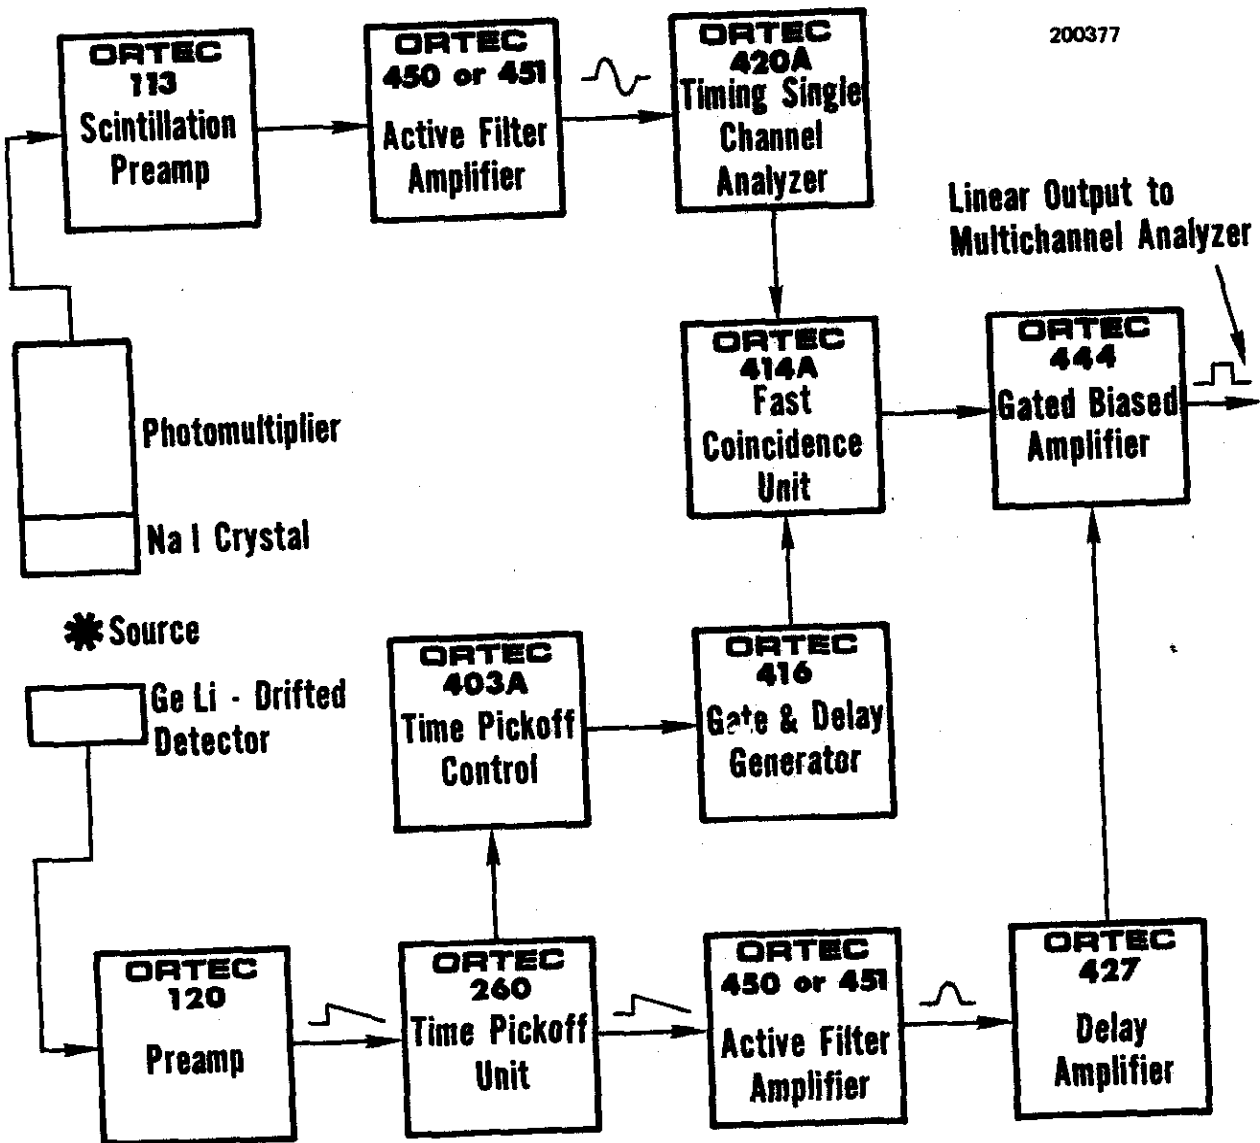 200377
ORTEC
113
Scintillation
Preamp
ORTEC
450 or 451
Active Filter
Amplifier
ORTEC
420A
Timing Single
Channel
Analyzer
Linear Output to
Multichannel Analyzer
ORTEC
414A
Fast
Coincidence
Unit
ORTEC
444
Gated Biased
Amplifier
Photomultiplier
Na I Crystal
Source
Ge Li - Drifted
Detector
ORTEC
403A
Time Pickoff
Control
ORTEC
416
Gate & Delay
Generator
ORTEC
120
Preamp
ORTEC
260
Time Pickoff
Unit
ORTEC
450 or 451
Active Filter
Amplifier
ORTEC
427
Delay
Amplifier